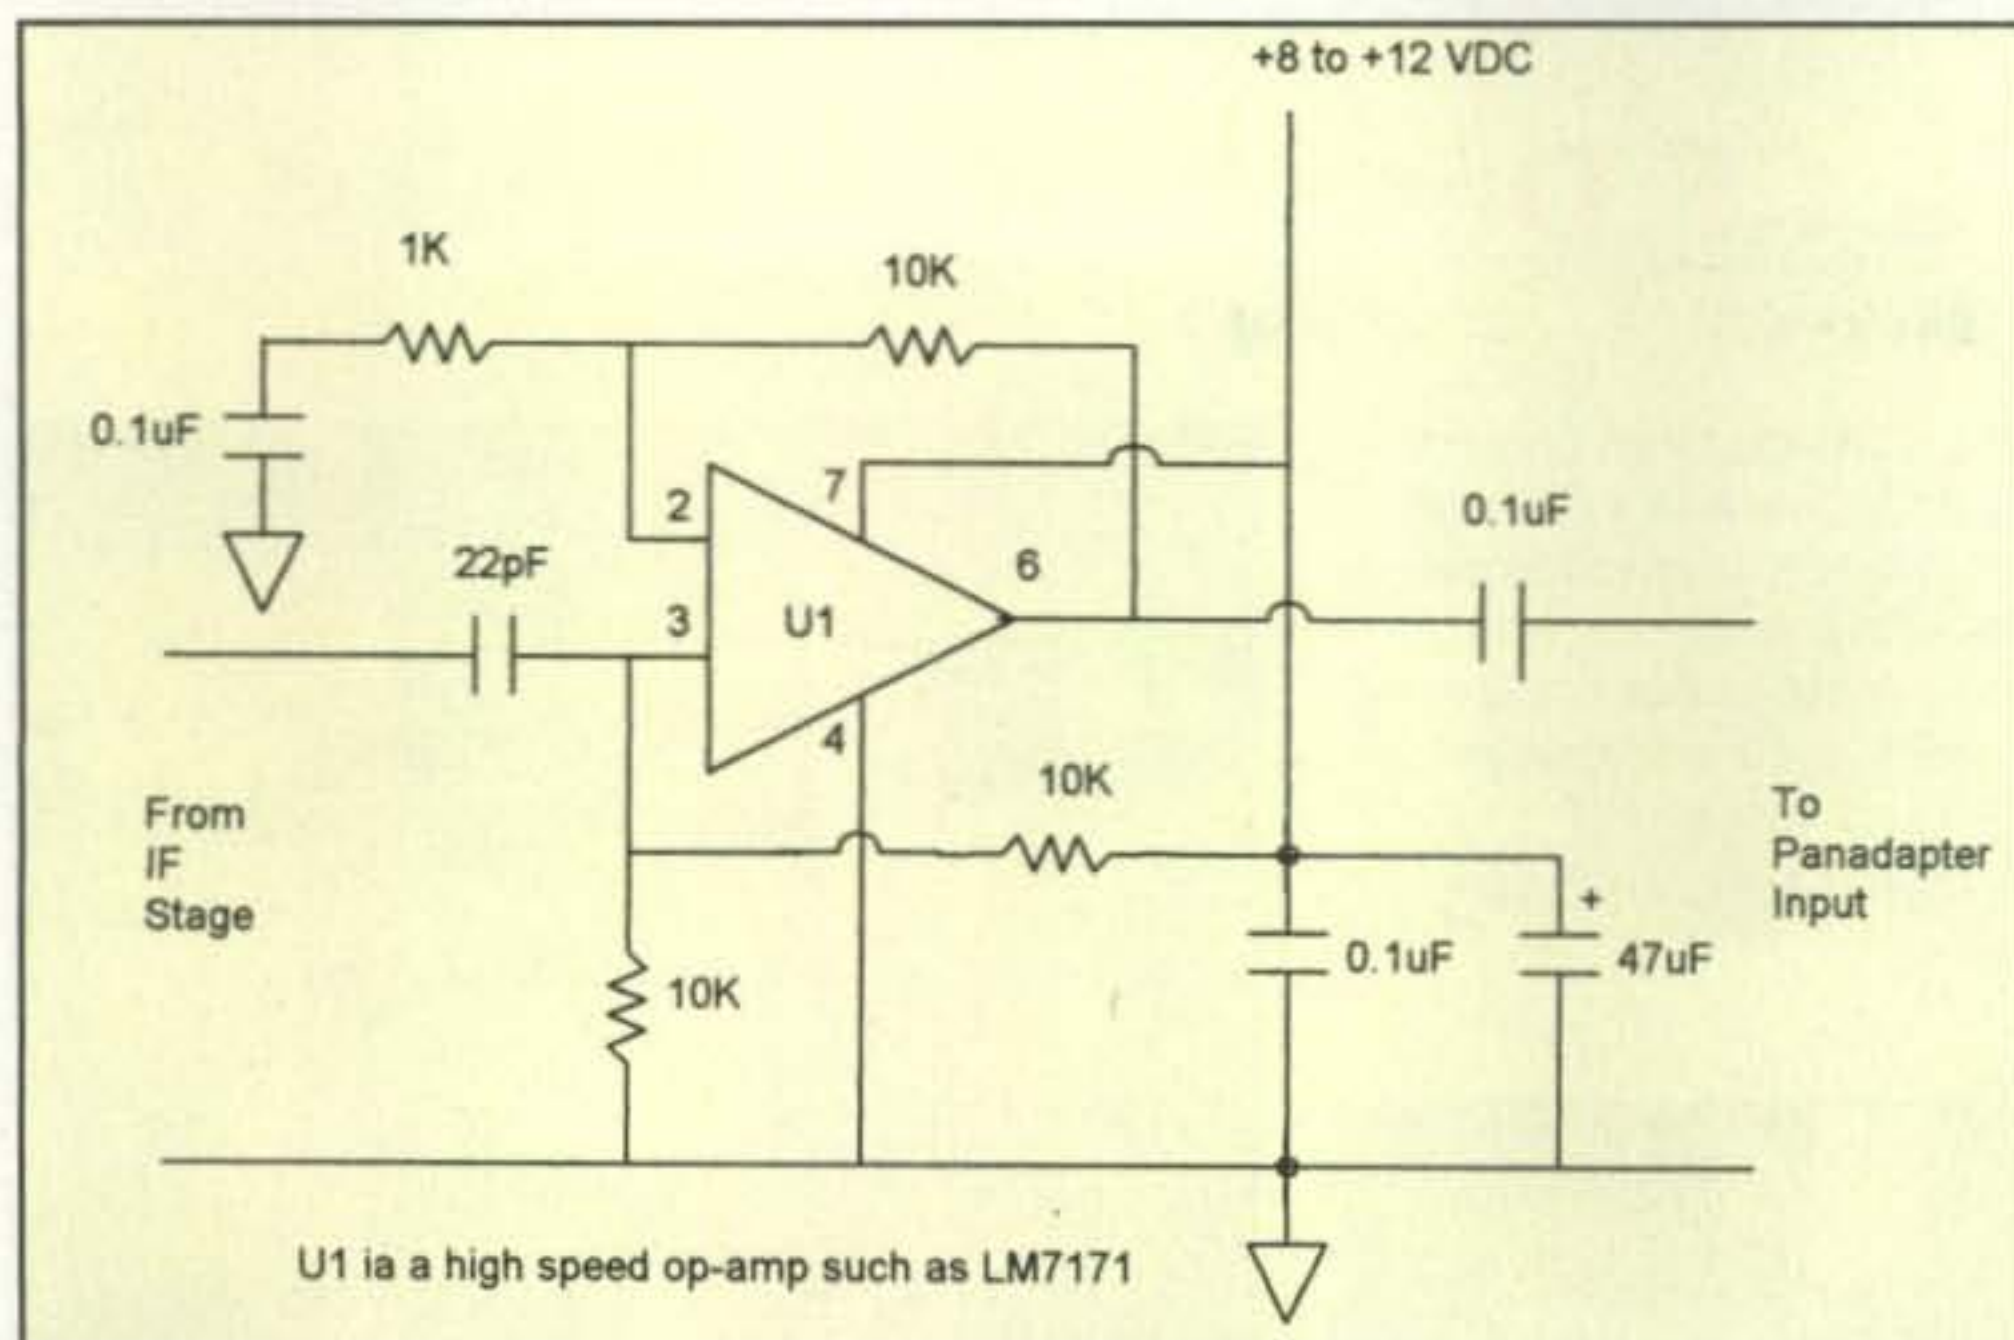 +8 to +12 VDC
1K
10K
0.1uF
2
7
0.1uF
22pF
6
3
U1
4
10K
From
IF
Stage
To
Panadapter
Input
+
10K
0.1uF
47uF
U1 ia a high speed op-amp such as LM7171